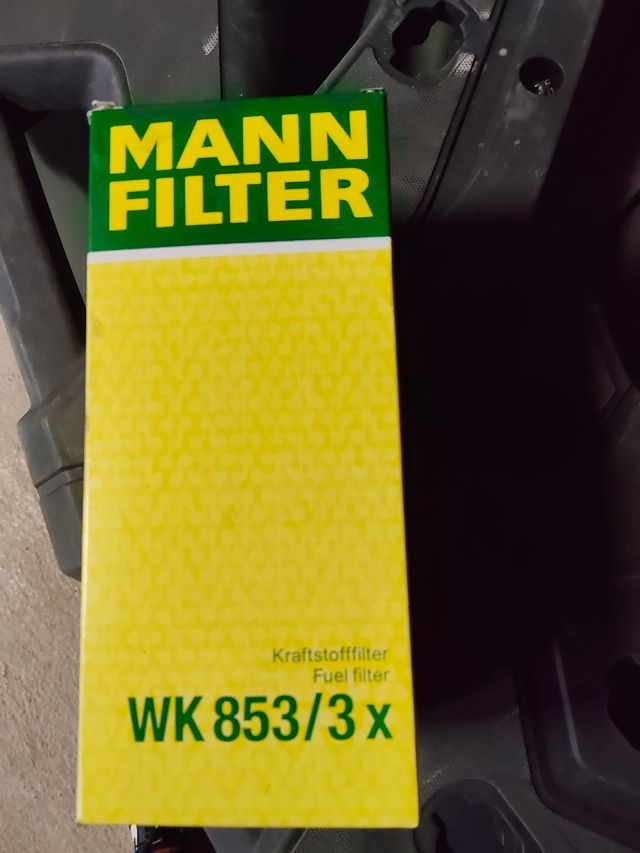 MANN
FILTER
Kraftstofffilter
Fuel filter
WK 853/3 x